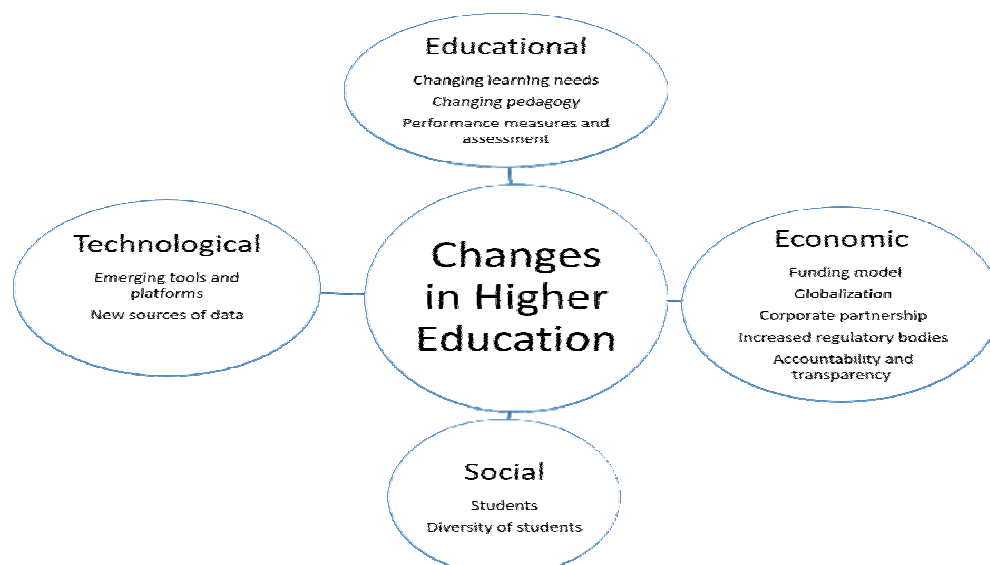 Educational
Changing learning needs
Changing pedagogy
Performance measures and
assessment
Technological
Emerging tools and
platforms
New sources of data
Changes
in Higher
Education
Economic
Funding model
Globalization
Corporate partnership
Increased regulatory bodies
Accountability and
transparency
Social
Students
Diversity of students